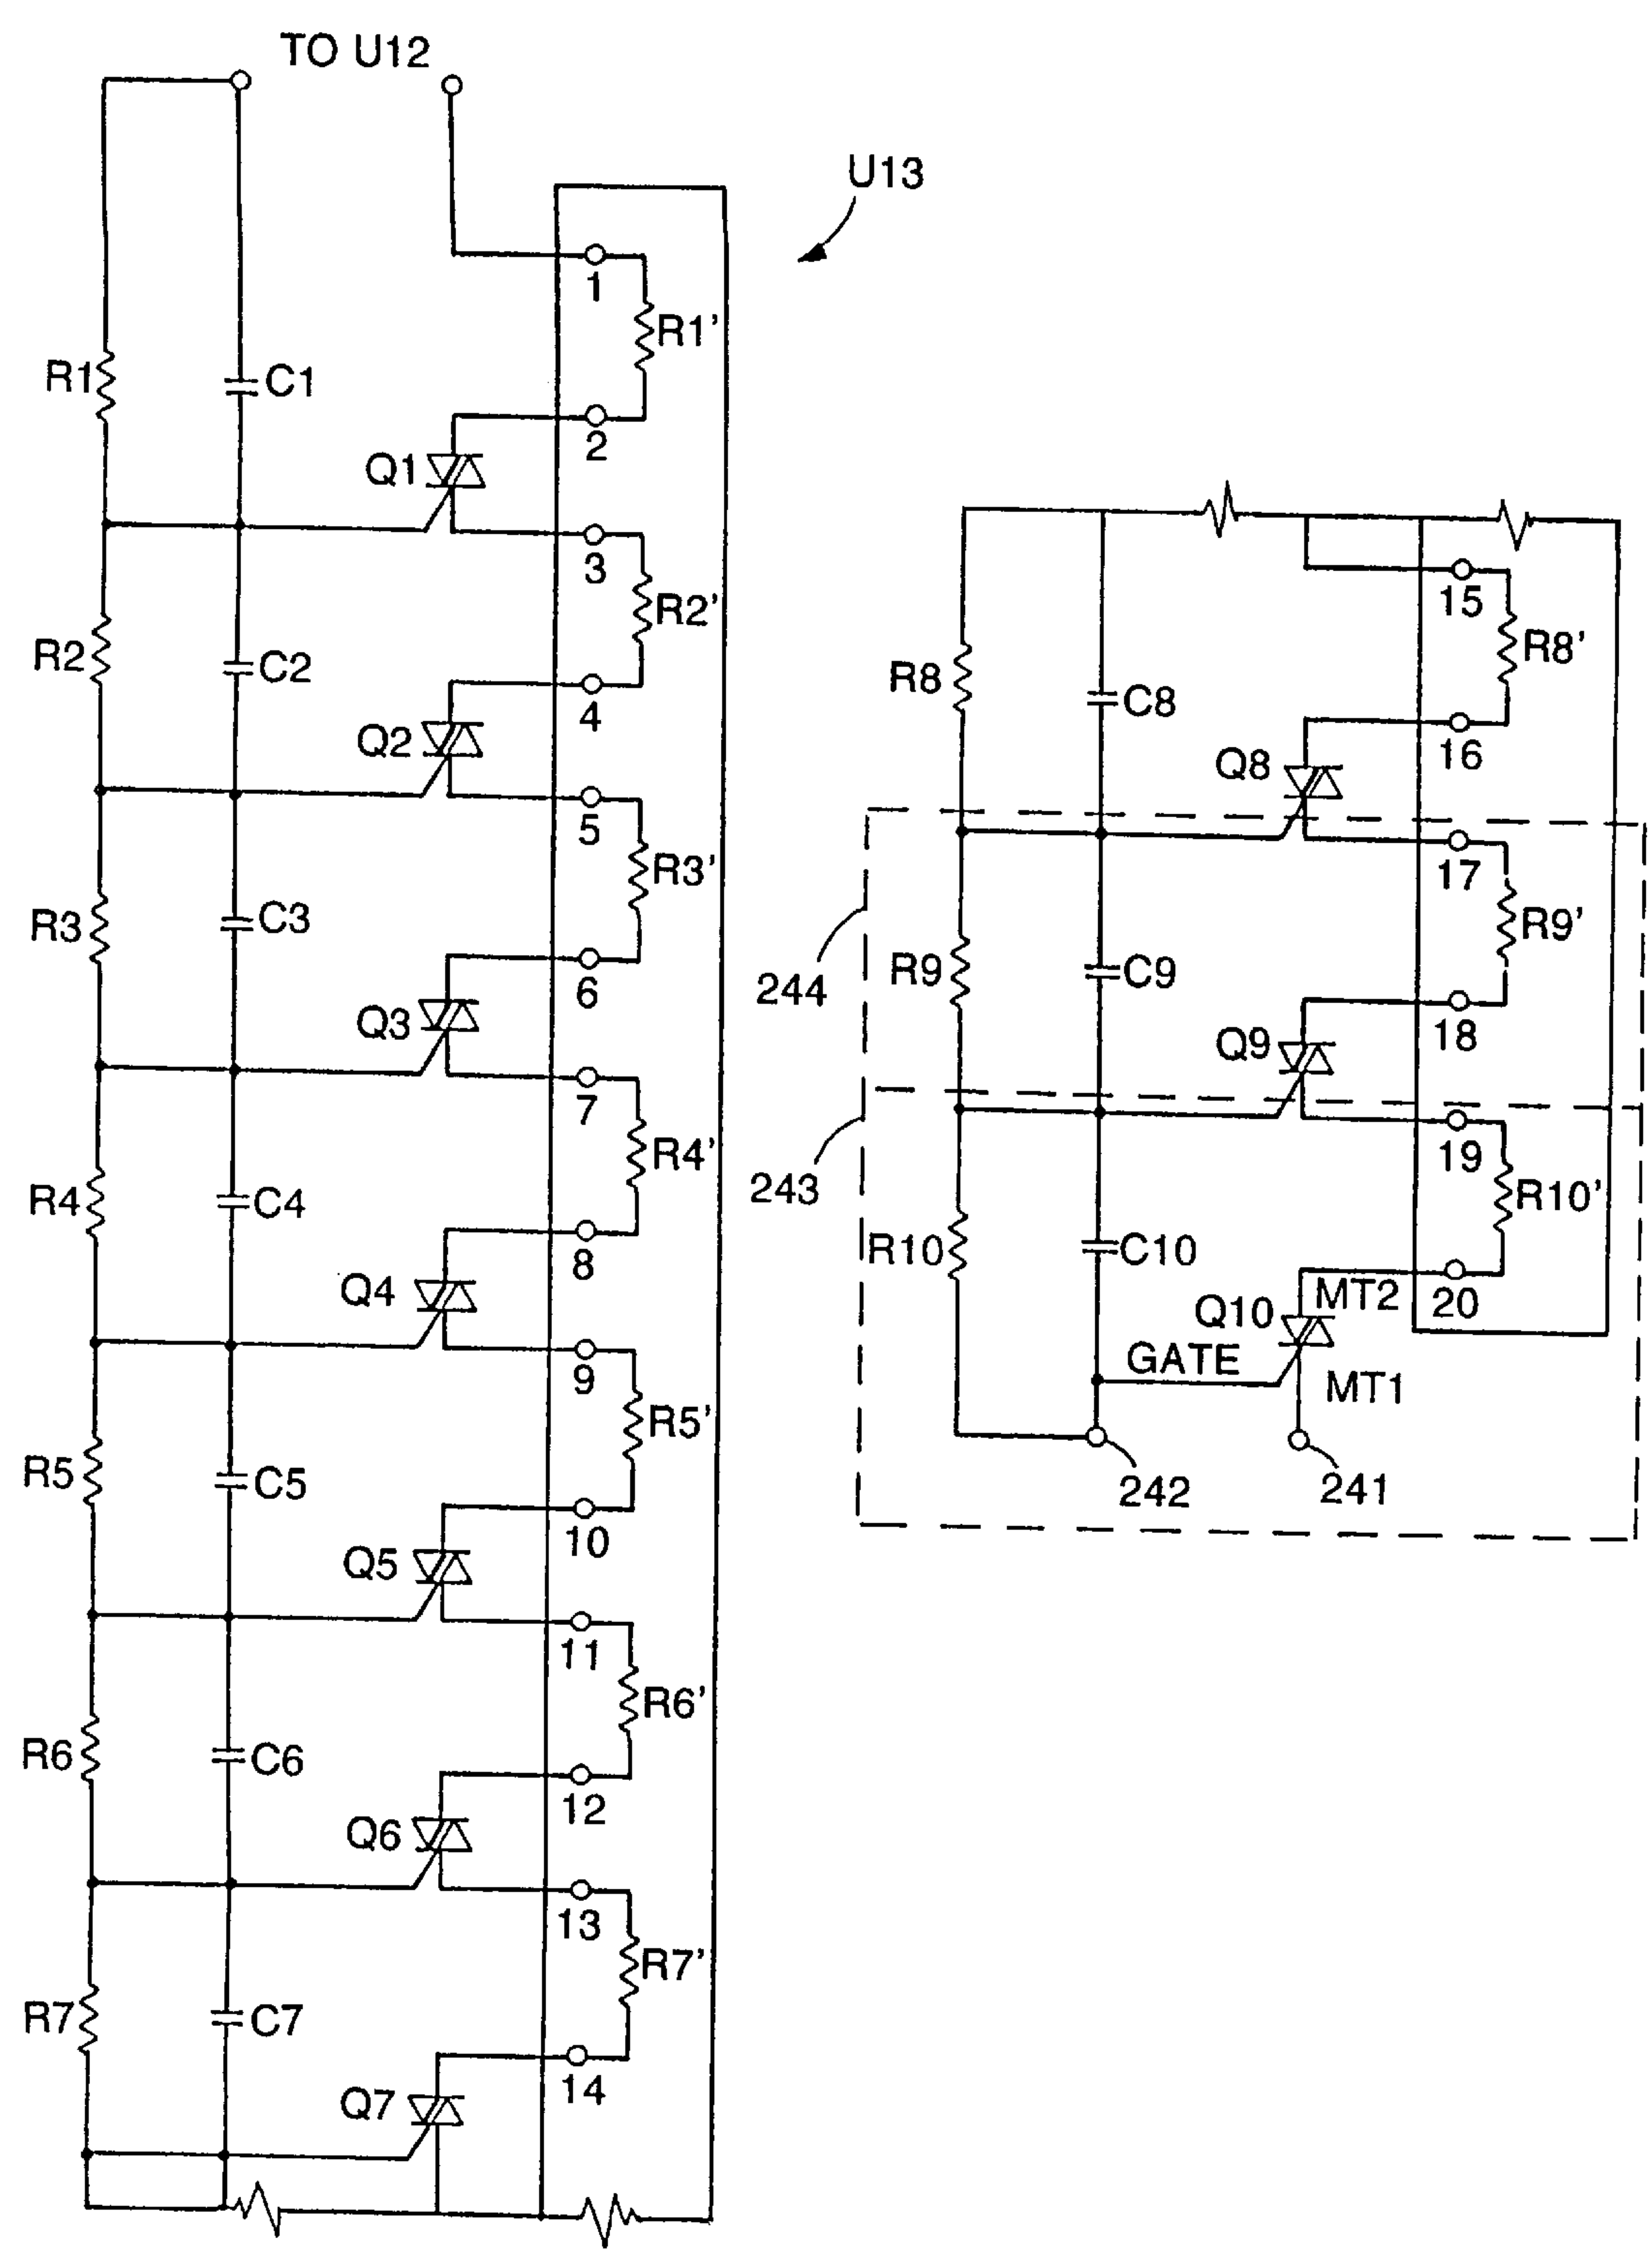 TO U12
U13
1
R1'
R1
C1
2
Q1
3
R2'
R2
C2
4
Q2
5
R3'
R3
C3
6
Q3
7
R4'
R4
C4
8
Q4
9
R5'
R5
C5
10
Q5
11
R6'
R6
C6
12
Q6
13
R7'
R7
C7
14
Q7
15
R8'
R8
C8
16
Q8
17
R9'
244
R9
C9
18
Q9
19
243
R10'
R10
C10
MT2
20
Q10
GATE
MT1
242
241